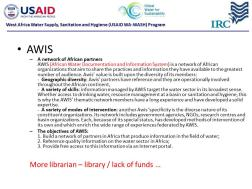 USAID
FROM THE AMERICAN PEOPLE
Global
Water for
Sustainability
IRC
West Africa Water Supply, Sanitation and Hygiene (USAID WA-WASH) Program
• AWIS
– A network of African partners
AWIS (African Water Documentation and Information System) is a network of African
organizations that aim to share the practices and information they have available to the greatest
number of audience. Awis' value is built upon the diversity of its members:
- Geographic diversity: Awis' partners have reference and they are operationally involved
throughout the African continent,
- A variety of skills: information managed by AWIS target the water sector in its broadest sense.
Whether access to drinking water, resource management at a basin or sanitation and hygiene, this
is why the AWIS' thematic network members have a long experience and have developed a solid
expertise.
- A variety of modes of intervention: another Awis' specificity is the diverse nature of its
constituent organizations. Its network includes government agencies, NGOs, research centres and
basin organizations. Each, because of its special status, has developed methods of intervention of
its own and which enrich the wide range of experiences federated by AWIS.
– The objectives of AWIS:
1. Build a network of partners in Africa that produce information in the field of water;
2. Reference quality information on the water sector in Africa;
3. Provide free access to this information via an Internet portal.
More librarian – library / lack of funds ...